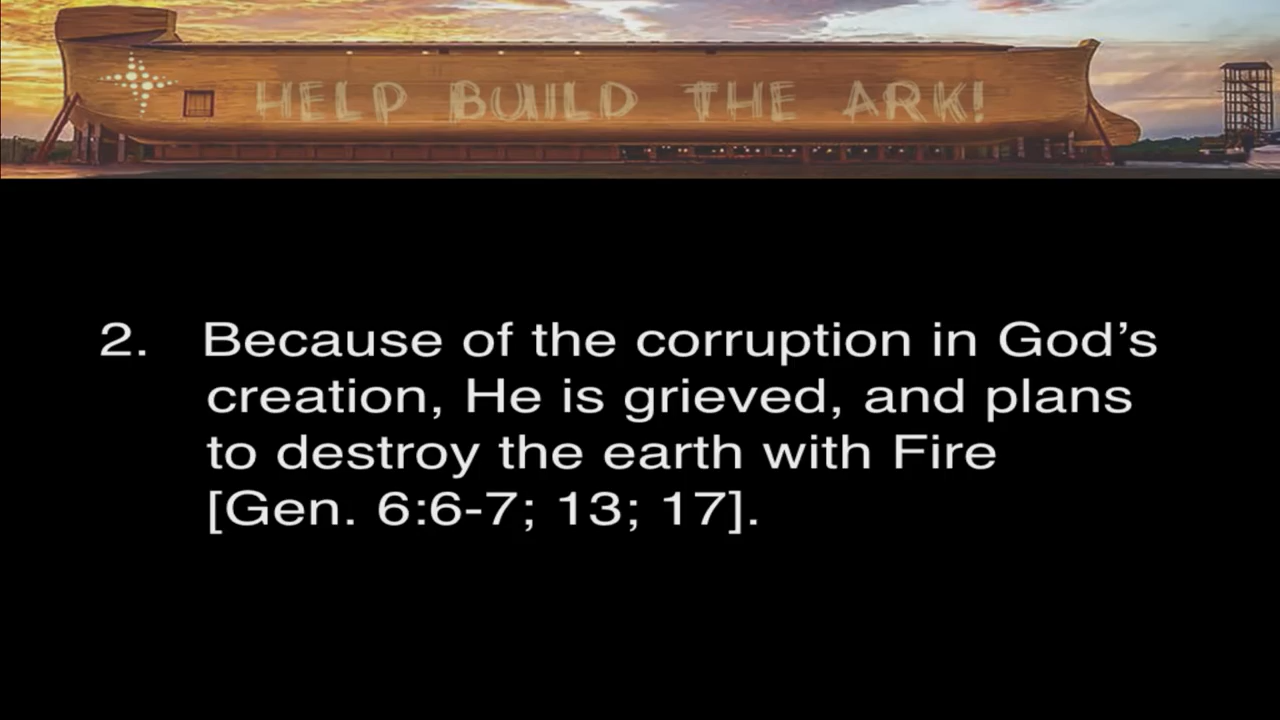 HELP BUILD THE ARK!
2. Because of the corruption in God’s
creation, He is grieved, and plans
to destroy the earth with Fire
[Gen. 6:6-7; 13; 17].